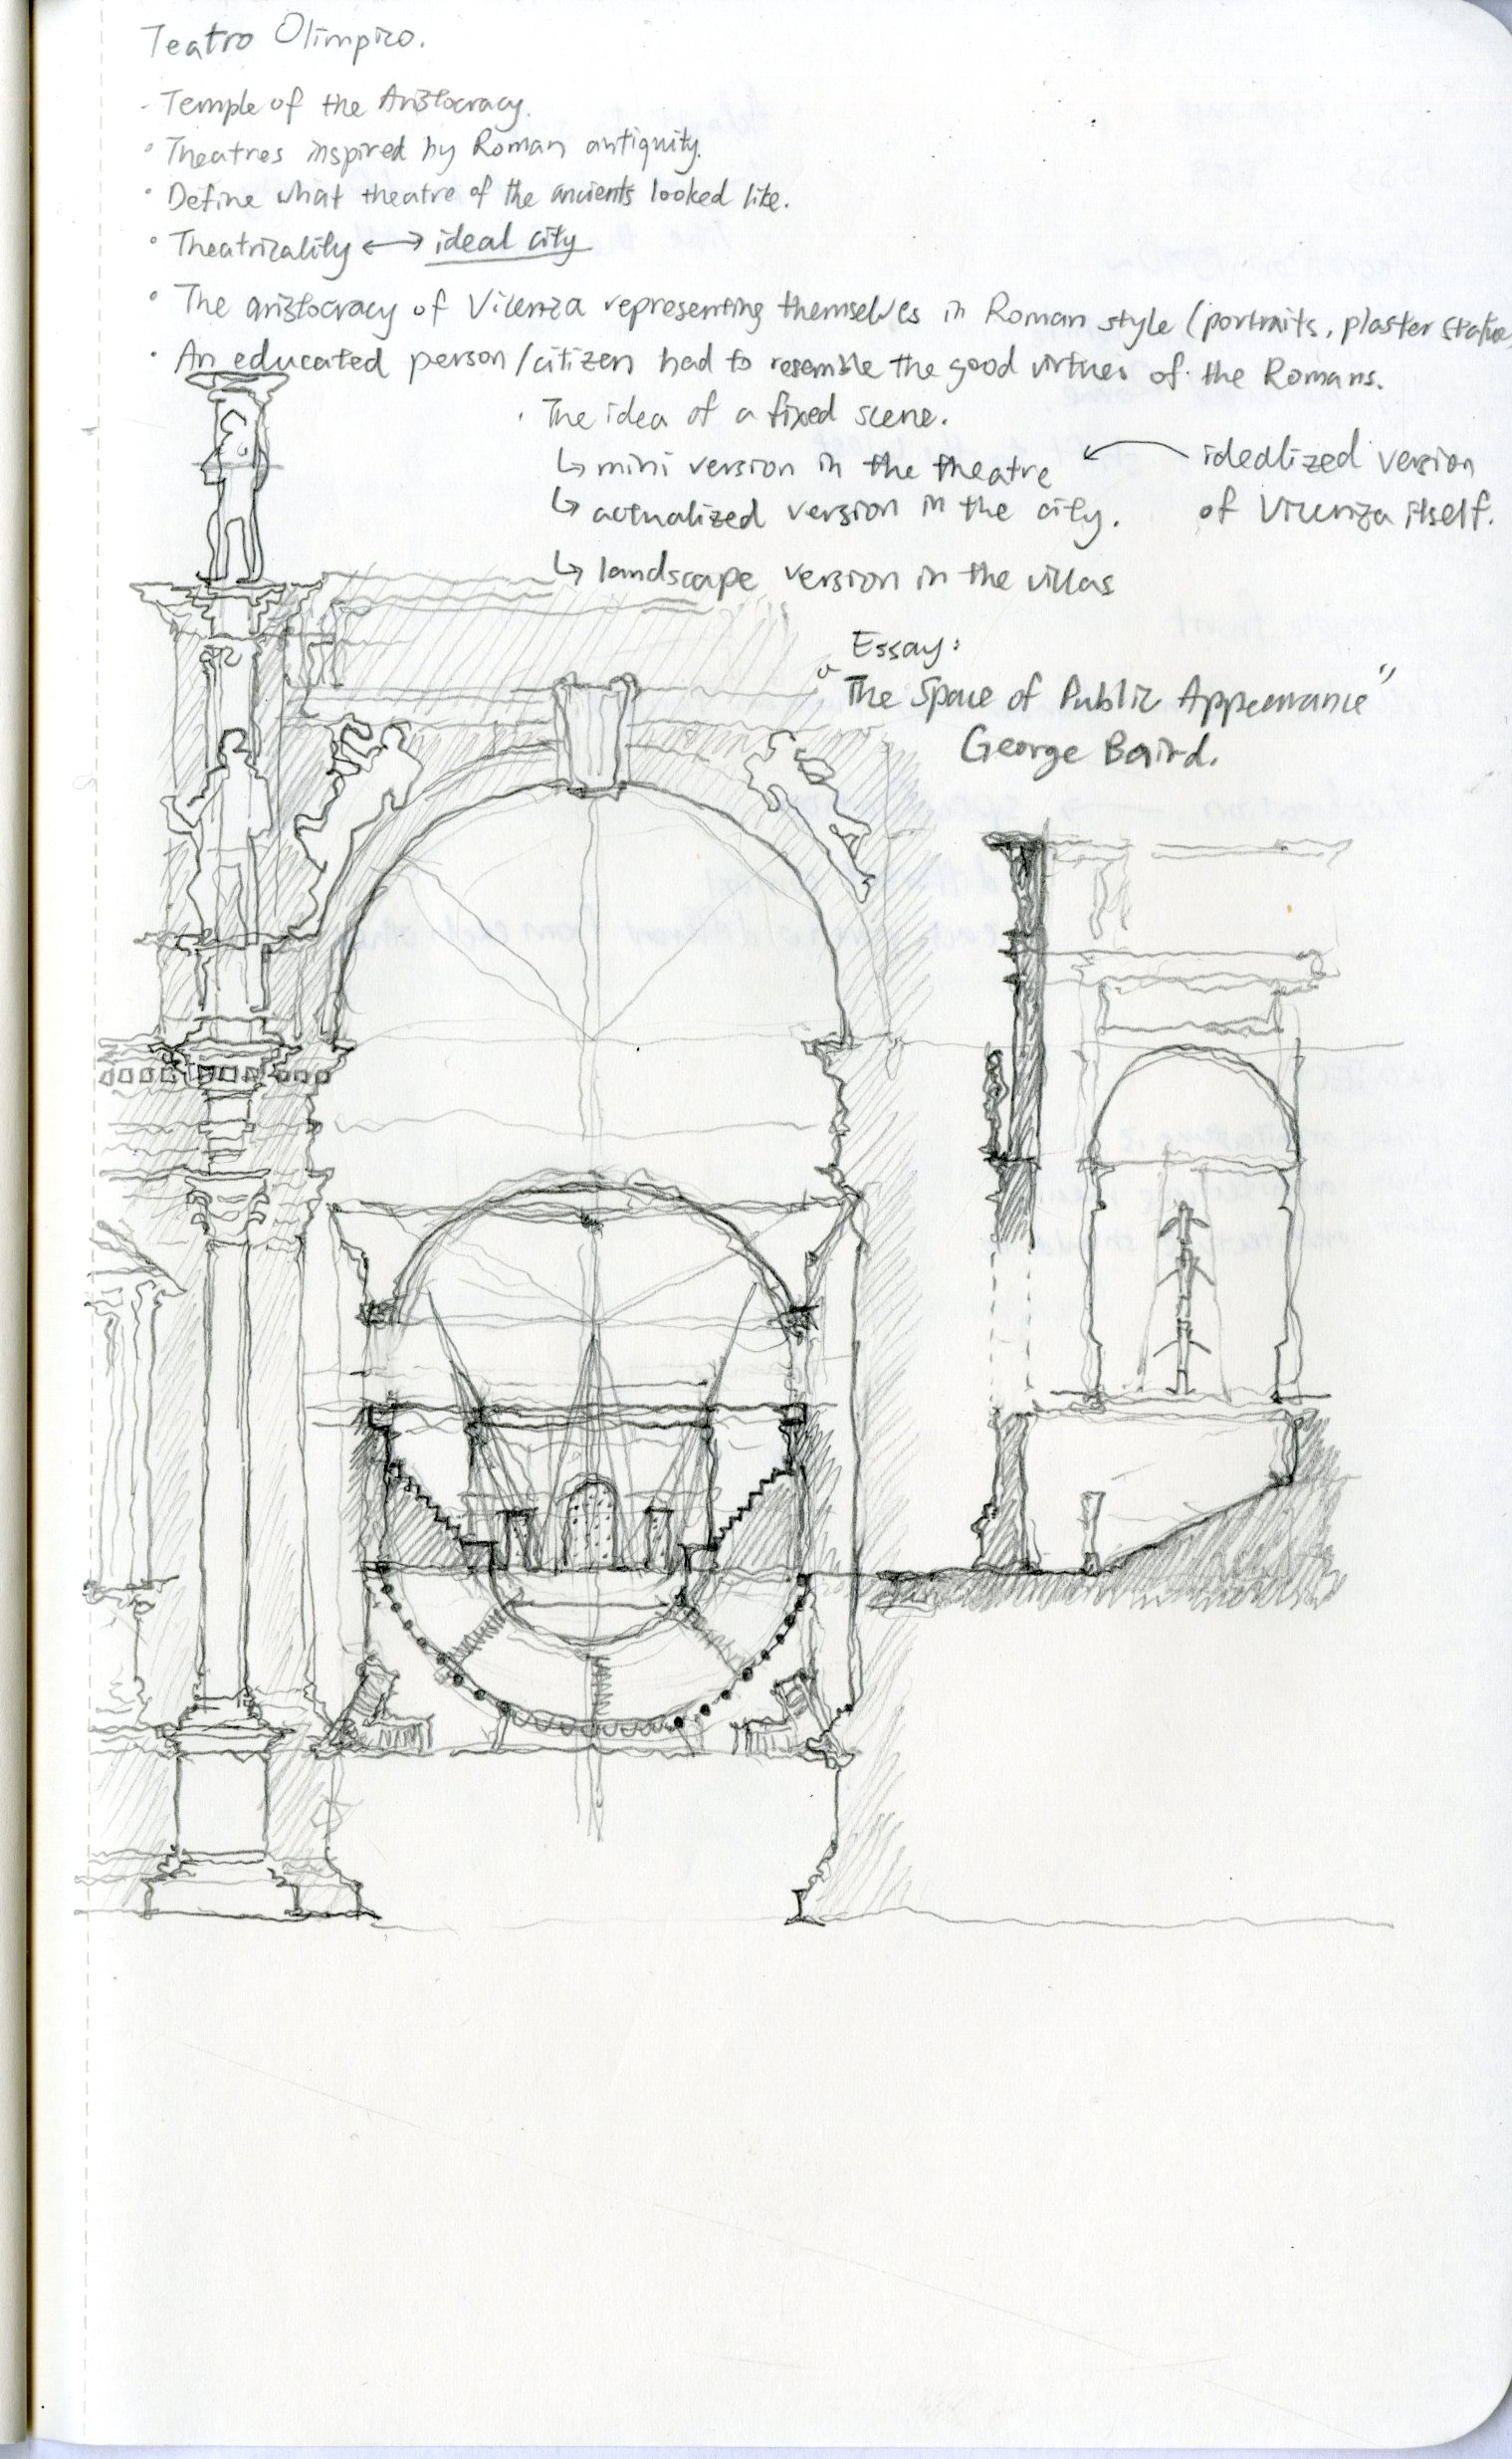 Teatro Olimpico.
- Temple of the Aristocracy.
• Theatres inspired by Roman antiquity.
• Define what theatre of the ancients looked like.
• Theatricality ↔ ideal city
• The aristocracy of Vicenza representing themselves in Roman style (portraits, plaster statue
• An educated person/citizen had to resemble the good virtues of the Romans.
• The idea of a fixed scene.
↳ mini version in the theatre ← idealized version
↳ actualized version in the city. of Vicenza itself.
↳ landscape version in the villas
Essay:
"The Space of Public Appearance"
George Baird.